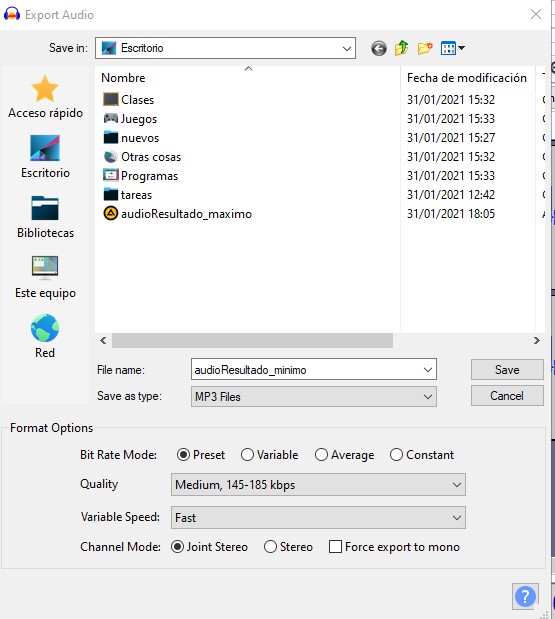 Export Audio
Save in: Escritorio
Nombre Fecha de modificación
Acceso rápido
Escritorio
Bibliotecas
Este equipo
Red
Clases 31/01/2021 15:32
Juegos 31/01/2021 15:33
nuevos 31/01/2021 15:27
Otras cosas 31/01/2021 15:32
Programas 31/01/2021 15:33
tareas 31/01/2021 12:42
audioResultado_maximo 31/01/2021 18:05
File name: audioResultado_minimo Save
Save as type: MP3 Files Cancel
Format Options
Bit Rate Mode: Preset Variable Average Constant
Quality Medium, 145-185 kbps
Variable Speed: Fast
Channel Mode: Joint Stereo Stereo Force export to mono